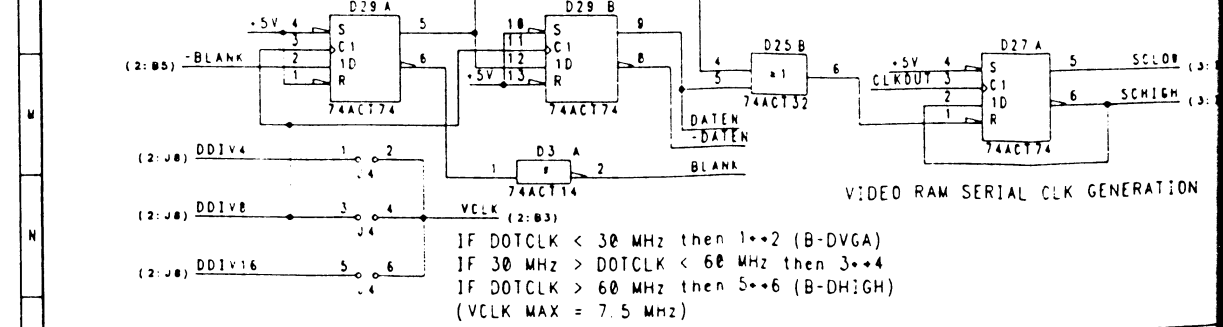 D29 A
D29 B
+5V 4 S 5
3 C1
2 1D 6
1 R
74ACT74
(2:B5) -BLANK
10 S 9
11 C1
12 1D 8
+5V 13 R
74ACT74
D25 B
4
5
≥1
6
74ACT32
D27 A
+5V 4 S 5 SCLOW (3:
CLKOUT 3 C1
2 1D 6 SCHIGH (3:
1 R
74ACT74
DATEN
-DATEN
D3 A
1 2 BLANK
74ACT14
VIDEO RAM SERIAL CLK GENERATION
M
N
(2:J8) DDIV4 1 2
J4
(2:J8) DDIV8 3 4 VCLK (2:B3)
J4
(2:J8) DDIV16 5 6
J4
IF DOTCLK < 30 MHz then 1↔2 (B-DVGA)
IF 30 MHz > DOTCLK < 60 MHz then 3↔4
IF DOTCLK > 60 MHz then 5↔6 (B-DHIGH)
(VCLK MAX = 7.5 MHz)